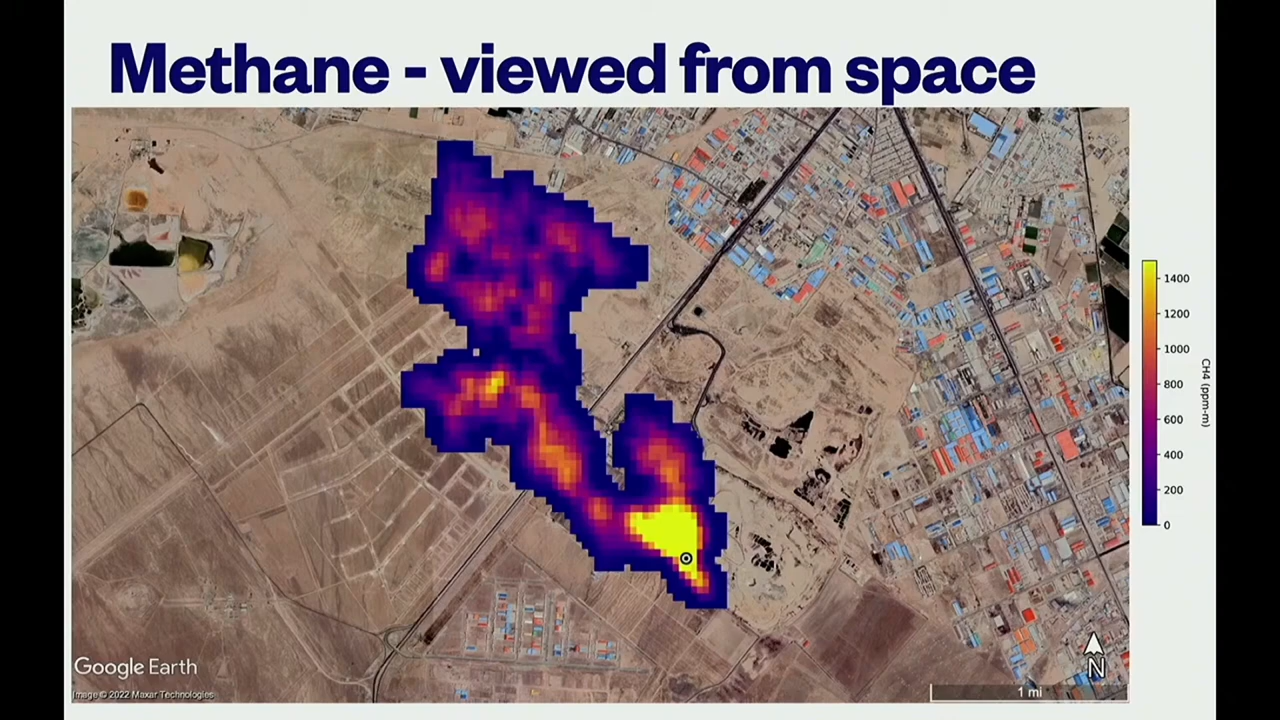 Methane - viewed from space
1400
1200
1000
800
600
400
200
0
CH4 (ppm-m)
Google Earth
Image © 2022 Maxar Technologies
N
1 mi